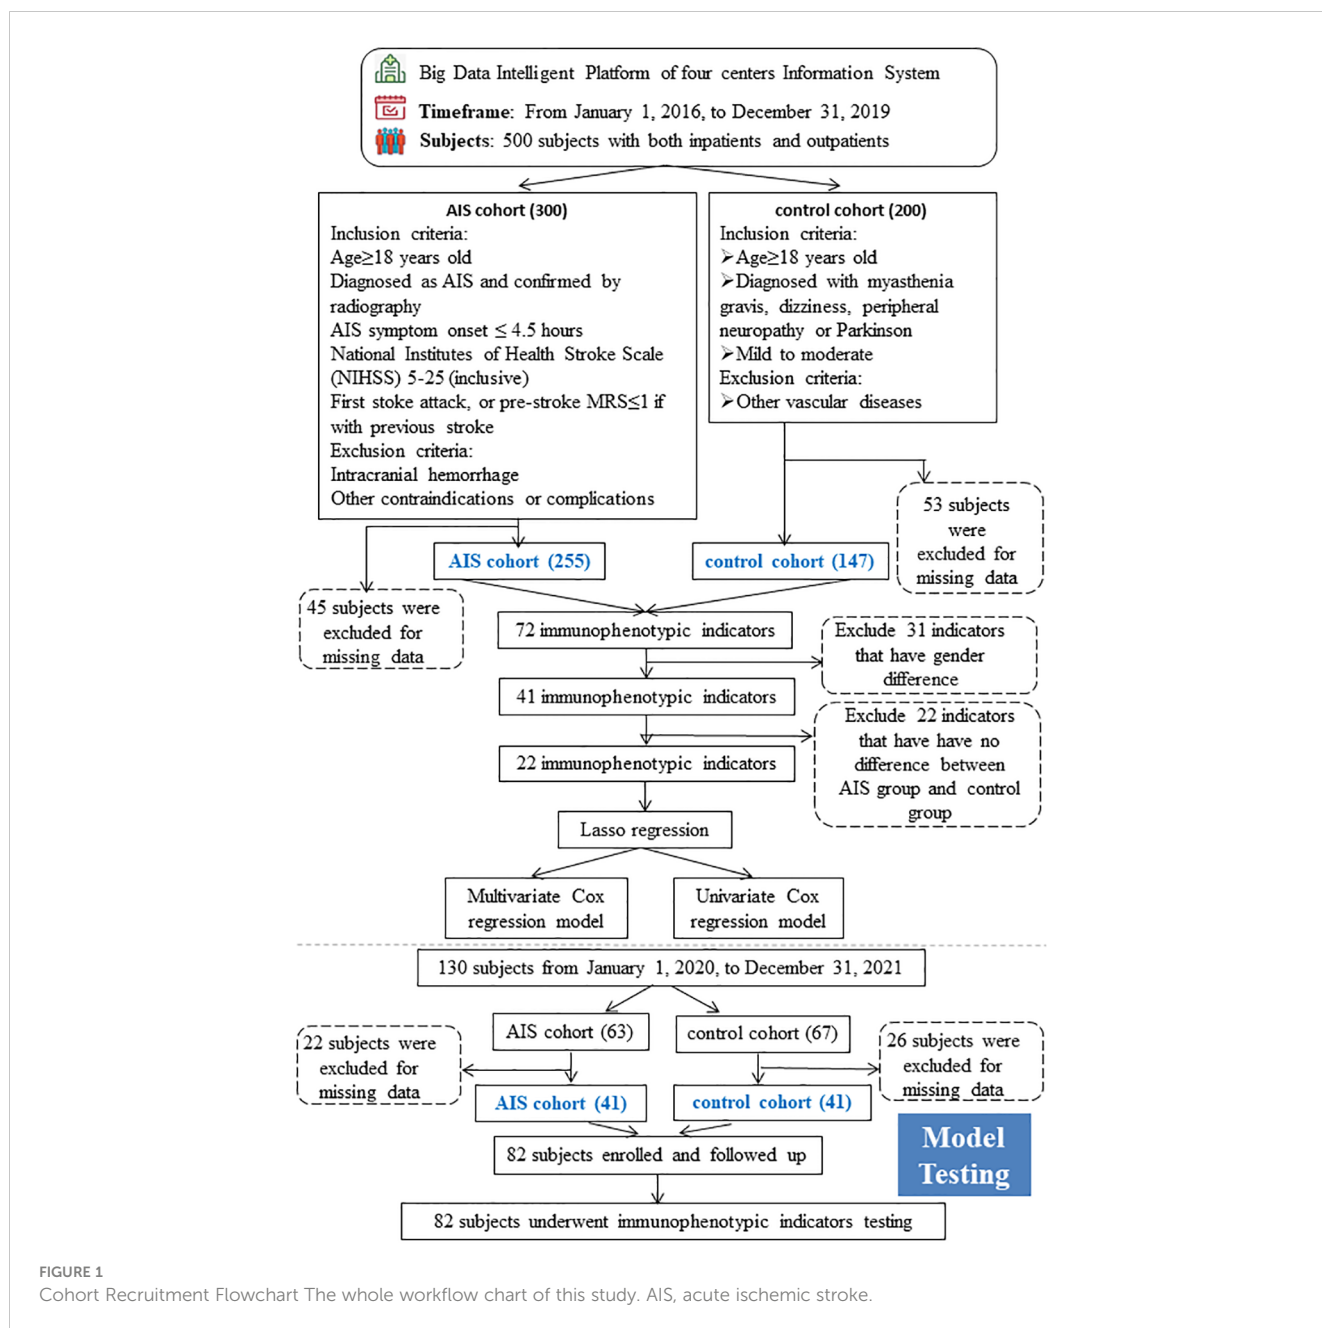 Big Data Intelligent Platform of four centers Information System
Timeframe: From January 1, 2016, to December 31, 2019
Subjects: 500 subjects with both inpatients and outpatients
AIS cohort (300)
Inclusion criteria:
Age≥18 years old
Diagnosed as AIS and confirmed by
radiography
AIS symptom onset ≤ 4.5 hours
National Institutes of Health Stroke Scale
(NIHSS) 5-25 (inclusive)
First stoke attack, or pre-stroke MRS≤1 if
with previous stroke
Exclusion criteria:
Intracranial hemorrhage
Other contraindications or complications
control cohort (200)
Inclusion criteria:
➢Age≥18 years old
➢Diagnosed with myasthenia
gravis, dizziness, peripheral
neuropathy or Parkinson
➢Mild to moderate
Exclusion criteria:
➢Other vascular diseases
53 subjects
were
excluded for
missing data
AIS cohort (255)
control cohort (147)
45 subjects were
excluded for
missing data
72 immunophenotypic indicators
Exclude 31 indicators
that have gender
difference
41 immunophenotypic indicators
Exclude 22 indicators
that have have no
difference between
AIS group and control
group
22 immunophenotypic indicators
Lasso regression
Multivariate Cox
regression model
Univariate Cox
regression model
130 subjects from January 1, 2020, to December 31, 2021
AIS cohort (63)
control cohort (67)
22 subjects were
excluded for
missing data
26 subjects were
excluded for
missing data
AIS cohort (41)
control cohort (41)
Model
Testing
82 subjects enrolled and followed up
82 subjects underwent immunophenotypic indicators testing
FIGURE 1
Cohort Recruitment Flowchart The whole workflow chart of this study. AIS, acute ischemic stroke.